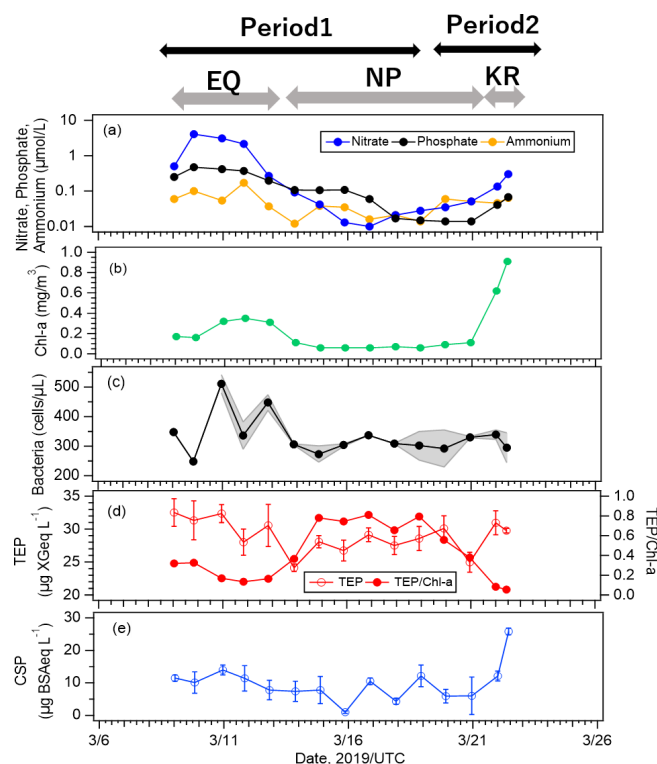 Period1 Period2
EQ NP KR
(a)
Nitrate Phosphate Ammonium
Nitrate, Phosphate,
Ammonium (μmol/L)
10
1
0.1
0.01
(b)
Chl-a (mg/m³)
1.0
0.8
0.6
0.4
0.2
0.0
(c)
Bacteria (cells/μL)
500
400
300
200
(d)
TEP
(μg XGeq L⁻¹)
35
30
25
20
TEP TEP/Chl-a
1.0
0.8
0.6
0.4
0.2
0.0
TEP/Chl-a
(e)
CSP
(μg BSAeq L⁻¹)
30
20
10
0
3/6 3/11 3/16 3/21 3/26
Date, 2019/UTC